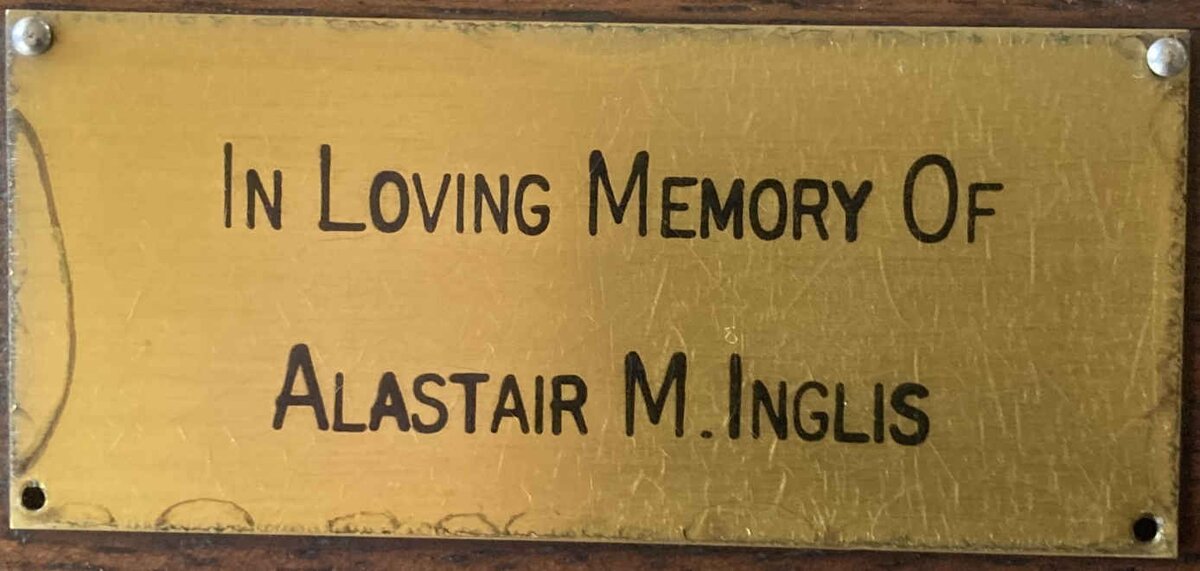 In Loving Memory Of
Alastair M. Inglis